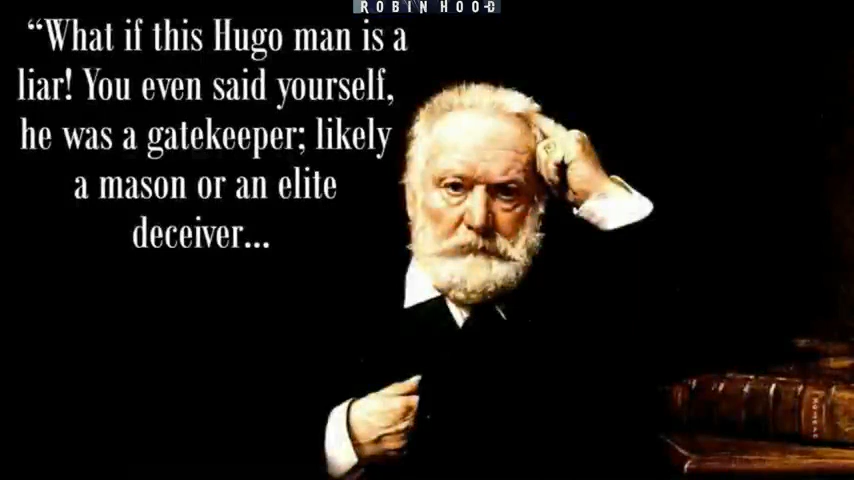 ROBIN HOOD
“What if this Hugo man is a
liar! You even said yourself,
he was a gatekeeper; likely
a mason or an elite
deceiver...